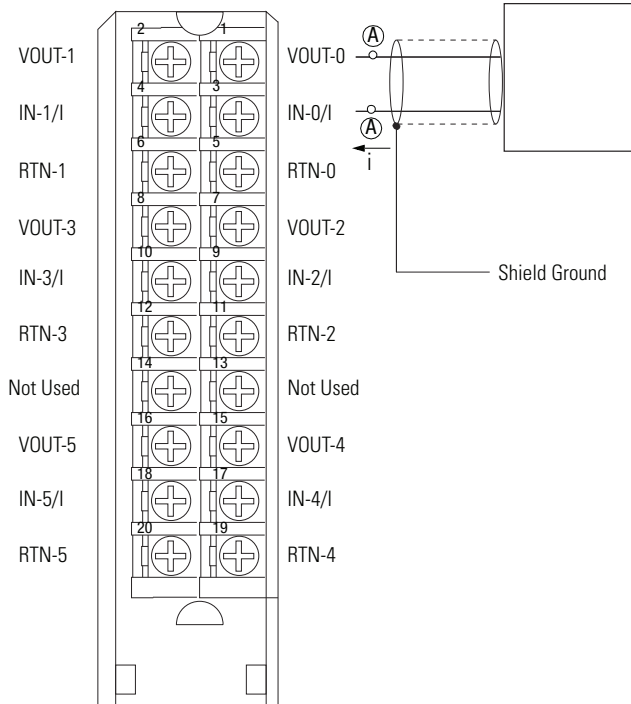 2 1
VOUT-1 VOUT-0 A
4 3
IN-1/I IN-0/I A
6 5
RTN-1 RTN-0 i
8 7
VOUT-3 VOUT-2
10 9
IN-3/I IN-2/I Shield Ground
12 11
RTN-3 RTN-2
14 13
Not Used Not Used
16 15
VOUT-5 VOUT-4
18 17
IN-5/I IN-4/I
20 19
RTN-5 RTN-4